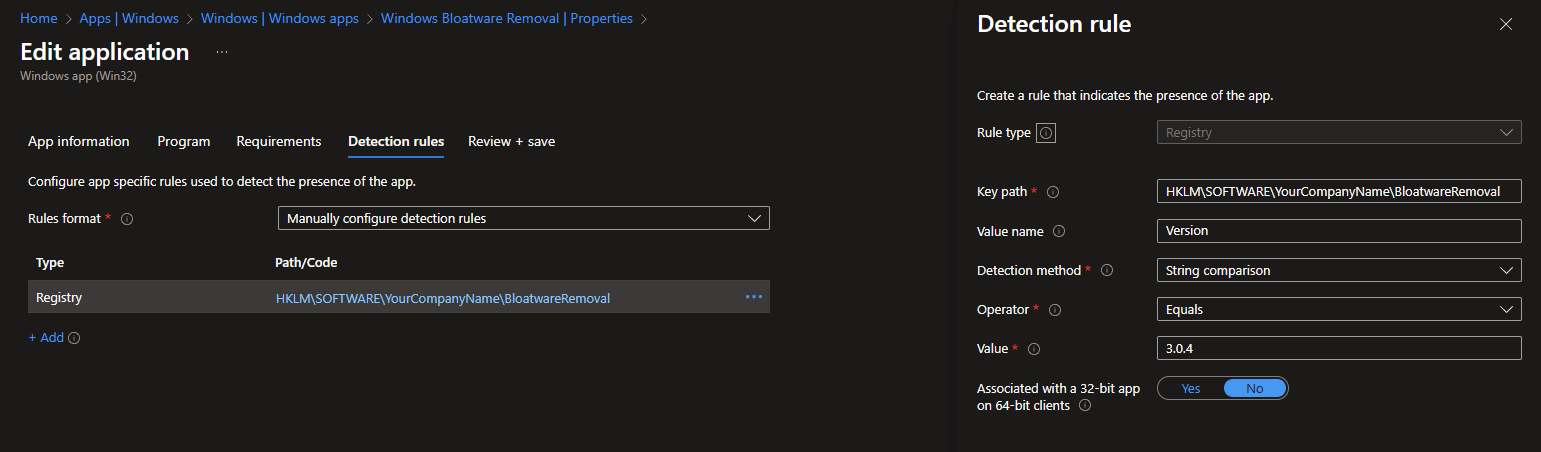 Home > Apps | Windows > Windows | Windows apps > Windows Bloatware Removal | Properties >
Edit application ...
Windows app (Win32)
App information Program Requirements Detection rules Review + save
Configure app specific rules used to detect the presence of the app.
Rules format * Manually configure detection rules
Type Path/Code
Registry HKLM\SOFTWARE\YourCompanyName\BloatwareRemoval ...
+ Add
Detection rule
Create a rule that indicates the presence of the app.
Rule type Registry
Key path * HKLM\SOFTWARE\YourCompanyName\BloatwareRemoval
Value name Version
Detection method * String comparison
Operator * Equals
Value * 3.0.4
Associated with a 32-bit app
on 64-bit clients
Yes No